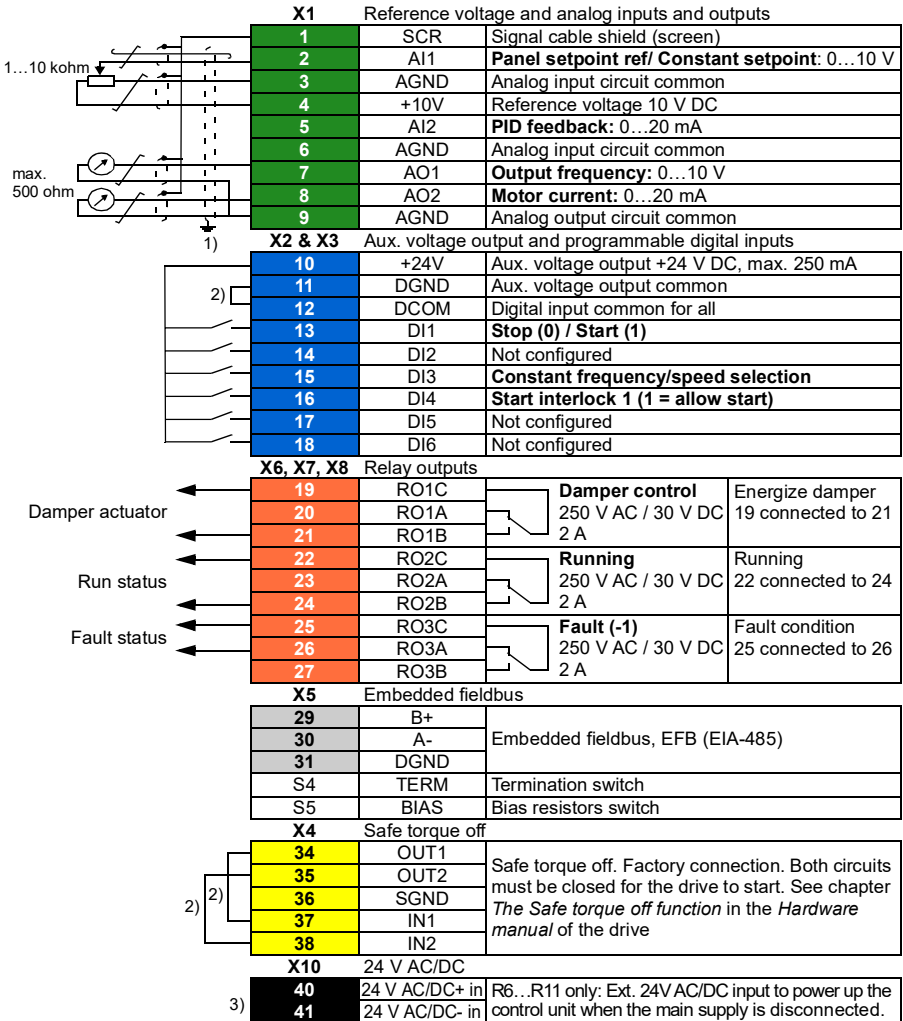 X1 Reference voltage and analog inputs and outputs
1 SCR Signal cable shield (screen)
2 AI1 Panel setpoint ref/ Constant setpoint: 0…10 V
1…10 kohm
3 AGND Analog input circuit common
4 +10V Reference voltage 10 V DC
5 AI2 PID feedback: 0…20 mA
6 AGND Analog input circuit common
7 AO1 Output frequency: 0…10 V
max.
500 ohm
8 AO2 Motor current: 0…20 mA
9 AGND Analog output circuit common
1)
X2 & X3 Aux. voltage output and programmable digital inputs
10 +24V Aux. voltage output +24 V DC, max. 250 mA
11 DGND Aux. voltage output common
2)
12 DCOM Digital input common for all
13 DI1 Stop (0) / Start (1)
14 DI2 Not configured
15 DI3 Constant frequency/speed selection
16 DI4 Start interlock 1 (1 = allow start)
17 DI5 Not configured
18 DI6 Not configured
X6, X7, X8 Relay outputs
19 RO1C Damper control Energize damper
Damper actuator 20 RO1A 250 V AC / 30 V DC 19 connected to 21
21 RO1B 2 A
22 RO2C Running Running
Run status 23 RO2A 250 V AC / 30 V DC 22 connected to 24
24 RO2B 2 A
25 RO3C Fault (-1) Fault condition
Fault status 26 RO3A 250 V AC / 30 V DC 25 connected to 26
27 RO3B 2 A
X5 Embedded fieldbus
29 B+
30 A- Embedded fieldbus, EFB (EIA-485)
31 DGND
S4 TERM Termination switch
S5 BIAS Bias resistors switch
X4 Safe torque off
34 OUT1
35 OUT2
36 SGND
37 IN1
38 IN2
Safe torque off. Factory connection. Both circuits
must be closed for the drive to start. See chapter
The Safe torque off function in the Hardware
manual of the drive
2)
2)
X10 24 V AC/DC
40 24 V AC/DC+ in R6…R11 only: Ext. 24V AC/DC input to power up the
3) 41 24 V AC/DC- in control unit when the main supply is disconnected.